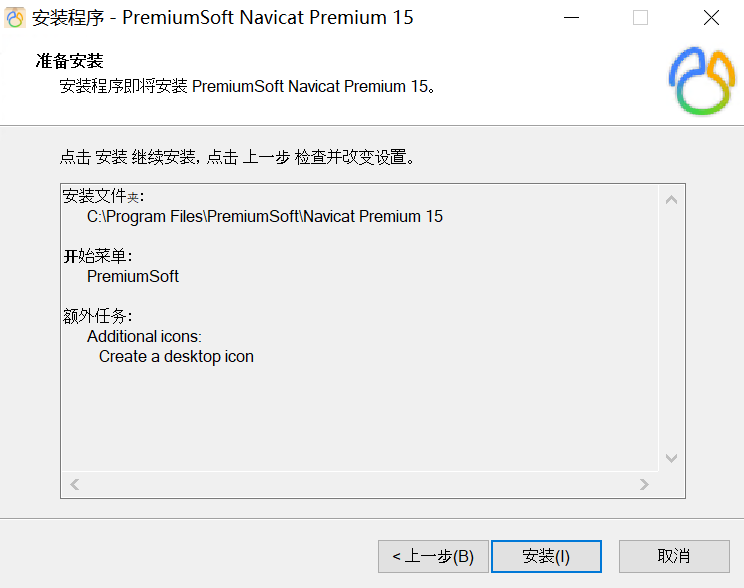 安装程序 - PremiumSoft Navicat Premium 15
准备安装
安装程序即将安装 PremiumSoft Navicat Premium 15。
点击 安装 继续安装, 点击 上一步 检查并改变设置。
安装文件夹:
C:\Program Files\PremiumSoft\Navicat Premium 15
开始菜单:
PremiumSoft
额外任务:
Additional icons:
Create a desktop icon
< 上一步(B)
安装(I)
取消